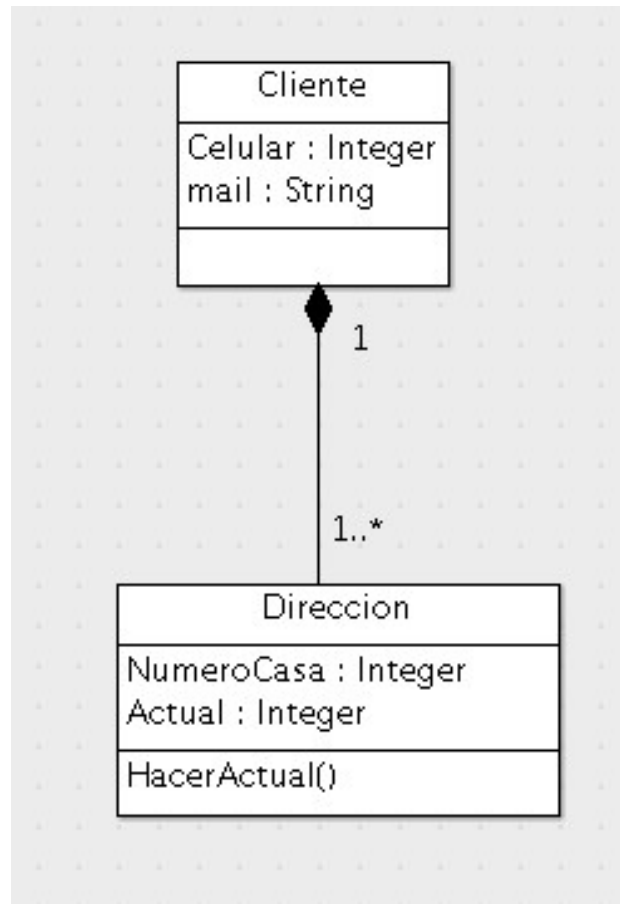 Cliente
Celular : Integer
mail : String
1
1..*
Direccion
NumeroCasa : Integer
Actual : Integer
HacerActual()